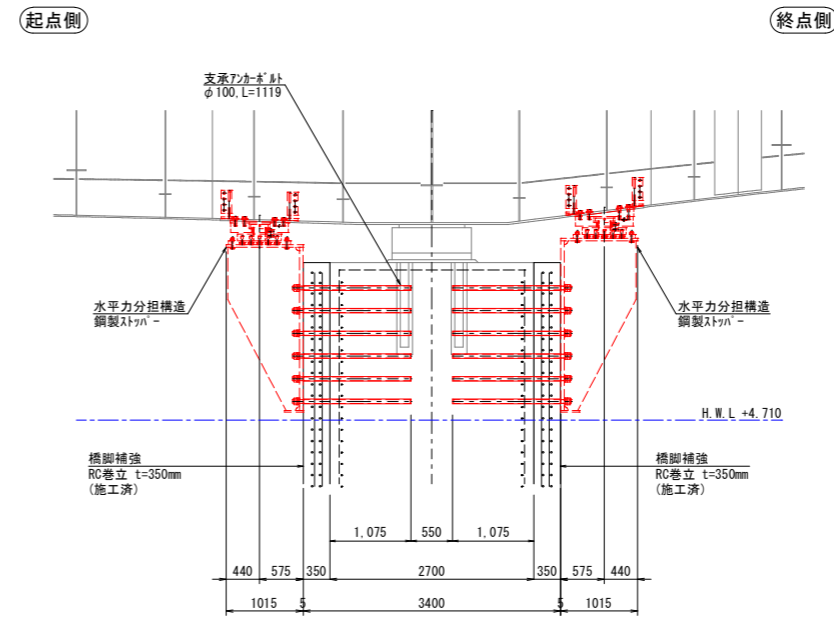 起点側
終点側
支承ｱﾝｶｰﾎﾞﾙﾄ
φ100, L=1119
水平力分担構造
鋼製ｽﾄｯﾊﾟｰ
水平力分担構造
鋼製ｽﾄｯﾊﾟｰ
H.W.L +4.710
橋脚補強
RC巻立 t=350mm
(施工済)
橋脚補強
RC巻立 t=350mm
(施工済)
1,075 550 1,075
440 575 350 2700 350 575 440
1015 5 3400 5 1015